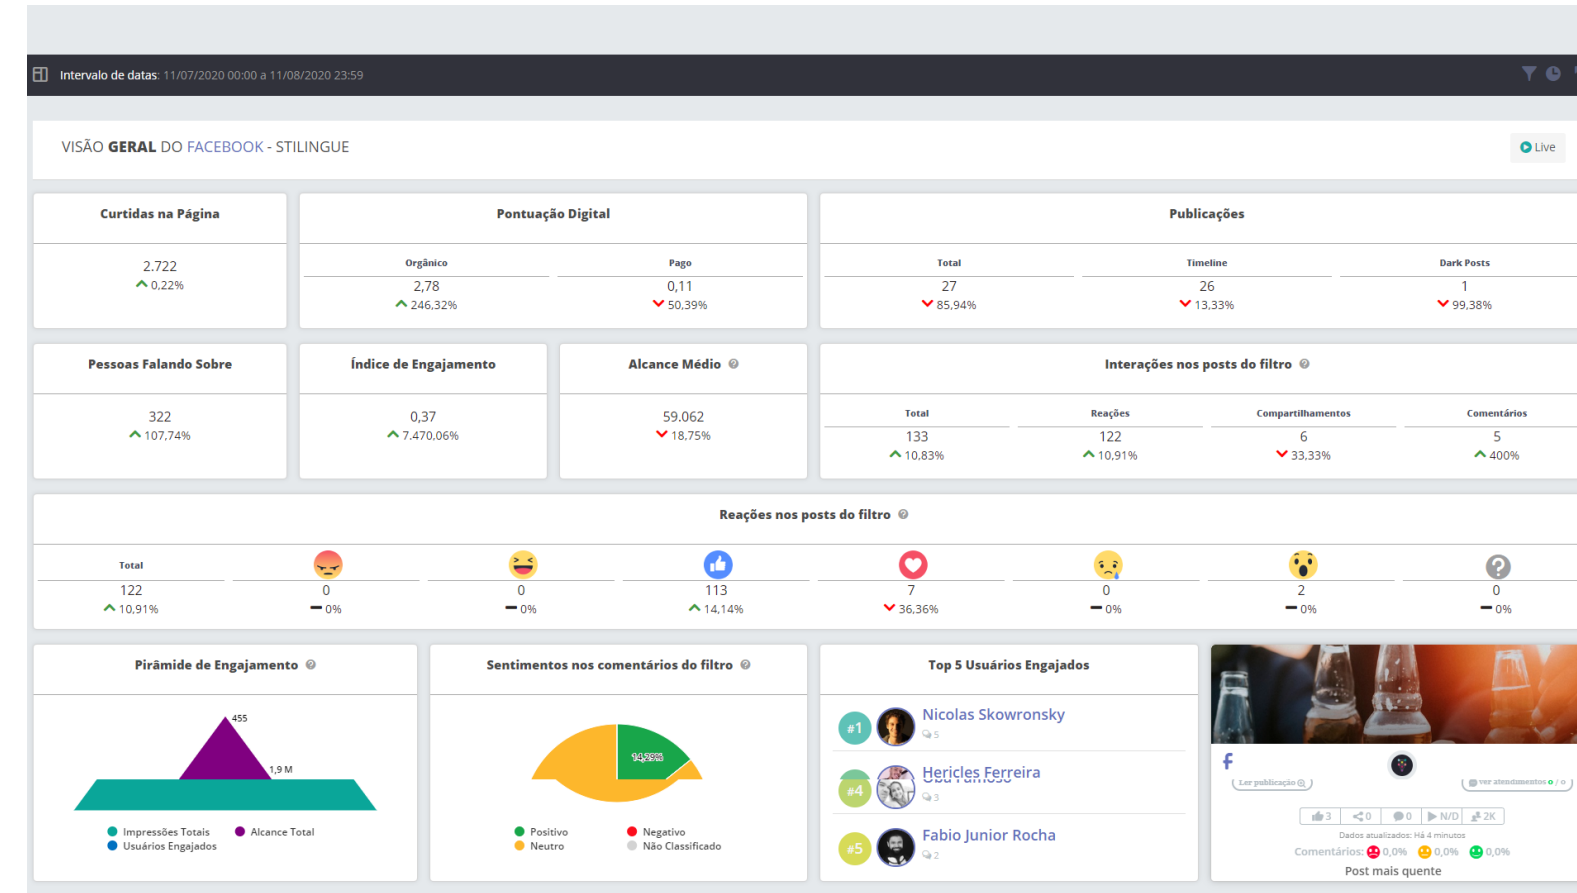 Intervalo de datas: 11/07/2020 00:00 a 11/08/2020 23:59
VISÃO GERAL DO FACEBOOK - STILINGUE
Live
Curtidas na Página
2.722
0,22%
Pontuação Digital
Orgânico
Pago
2,78
0,11
246,32%
50,39%
Publicações
Total
Timeline
Dark Posts
27
26
1
85,94%
13,33%
99,38%
Pessoas Falando Sobre
322
107,74%
Índice de Engajamento
0,37
7.470,06%
Alcance Médio
59.062
18,75%
Interações nos posts do filtro
Total
Reações
Compartilhamentos
Comentários
133
122
6
5
10,83%
10,91%
33,33%
400%
Reações nos posts do filtro
Total
122
0
0
113
7
0
2
0
10,91%
0%
0%
14,14%
36,36%
0%
0%
0%
Pirâmide de Engajamento
455
1,9 M
Impressões Totais
Alcance Total
Usuários Engajados
Sentimentos nos comentários do filtro
14,29%
Positivo
Negativo
Neutro
Não Classificado
Top 5 Usuários Engajados
#1
Nicolas Skowronsky
5
Hericles Ferreira
#4
3
#5
Fabio Junior Rocha
2
Ler publicação
ver atendimentos 0 / 0
3
0
0
N/D
2K
Dados atualizados: Há 4 minutos
Comentários: 0,0% 0,0% 0,0%
Post mais quente